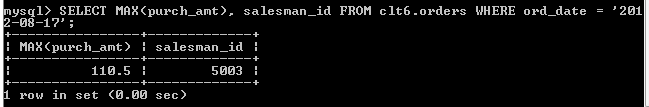 mysql> SELECT MAX(purch_amt), salesman_id FROM clt6.orders WHERE ord_date = '201
2-08-17';
+----------------+-------------+
| MAX(purch_amt) | salesman_id |
+----------------+-------------+
|          110.5 |        5003 |
+----------------+-------------+
1 row in set (0.00 sec)